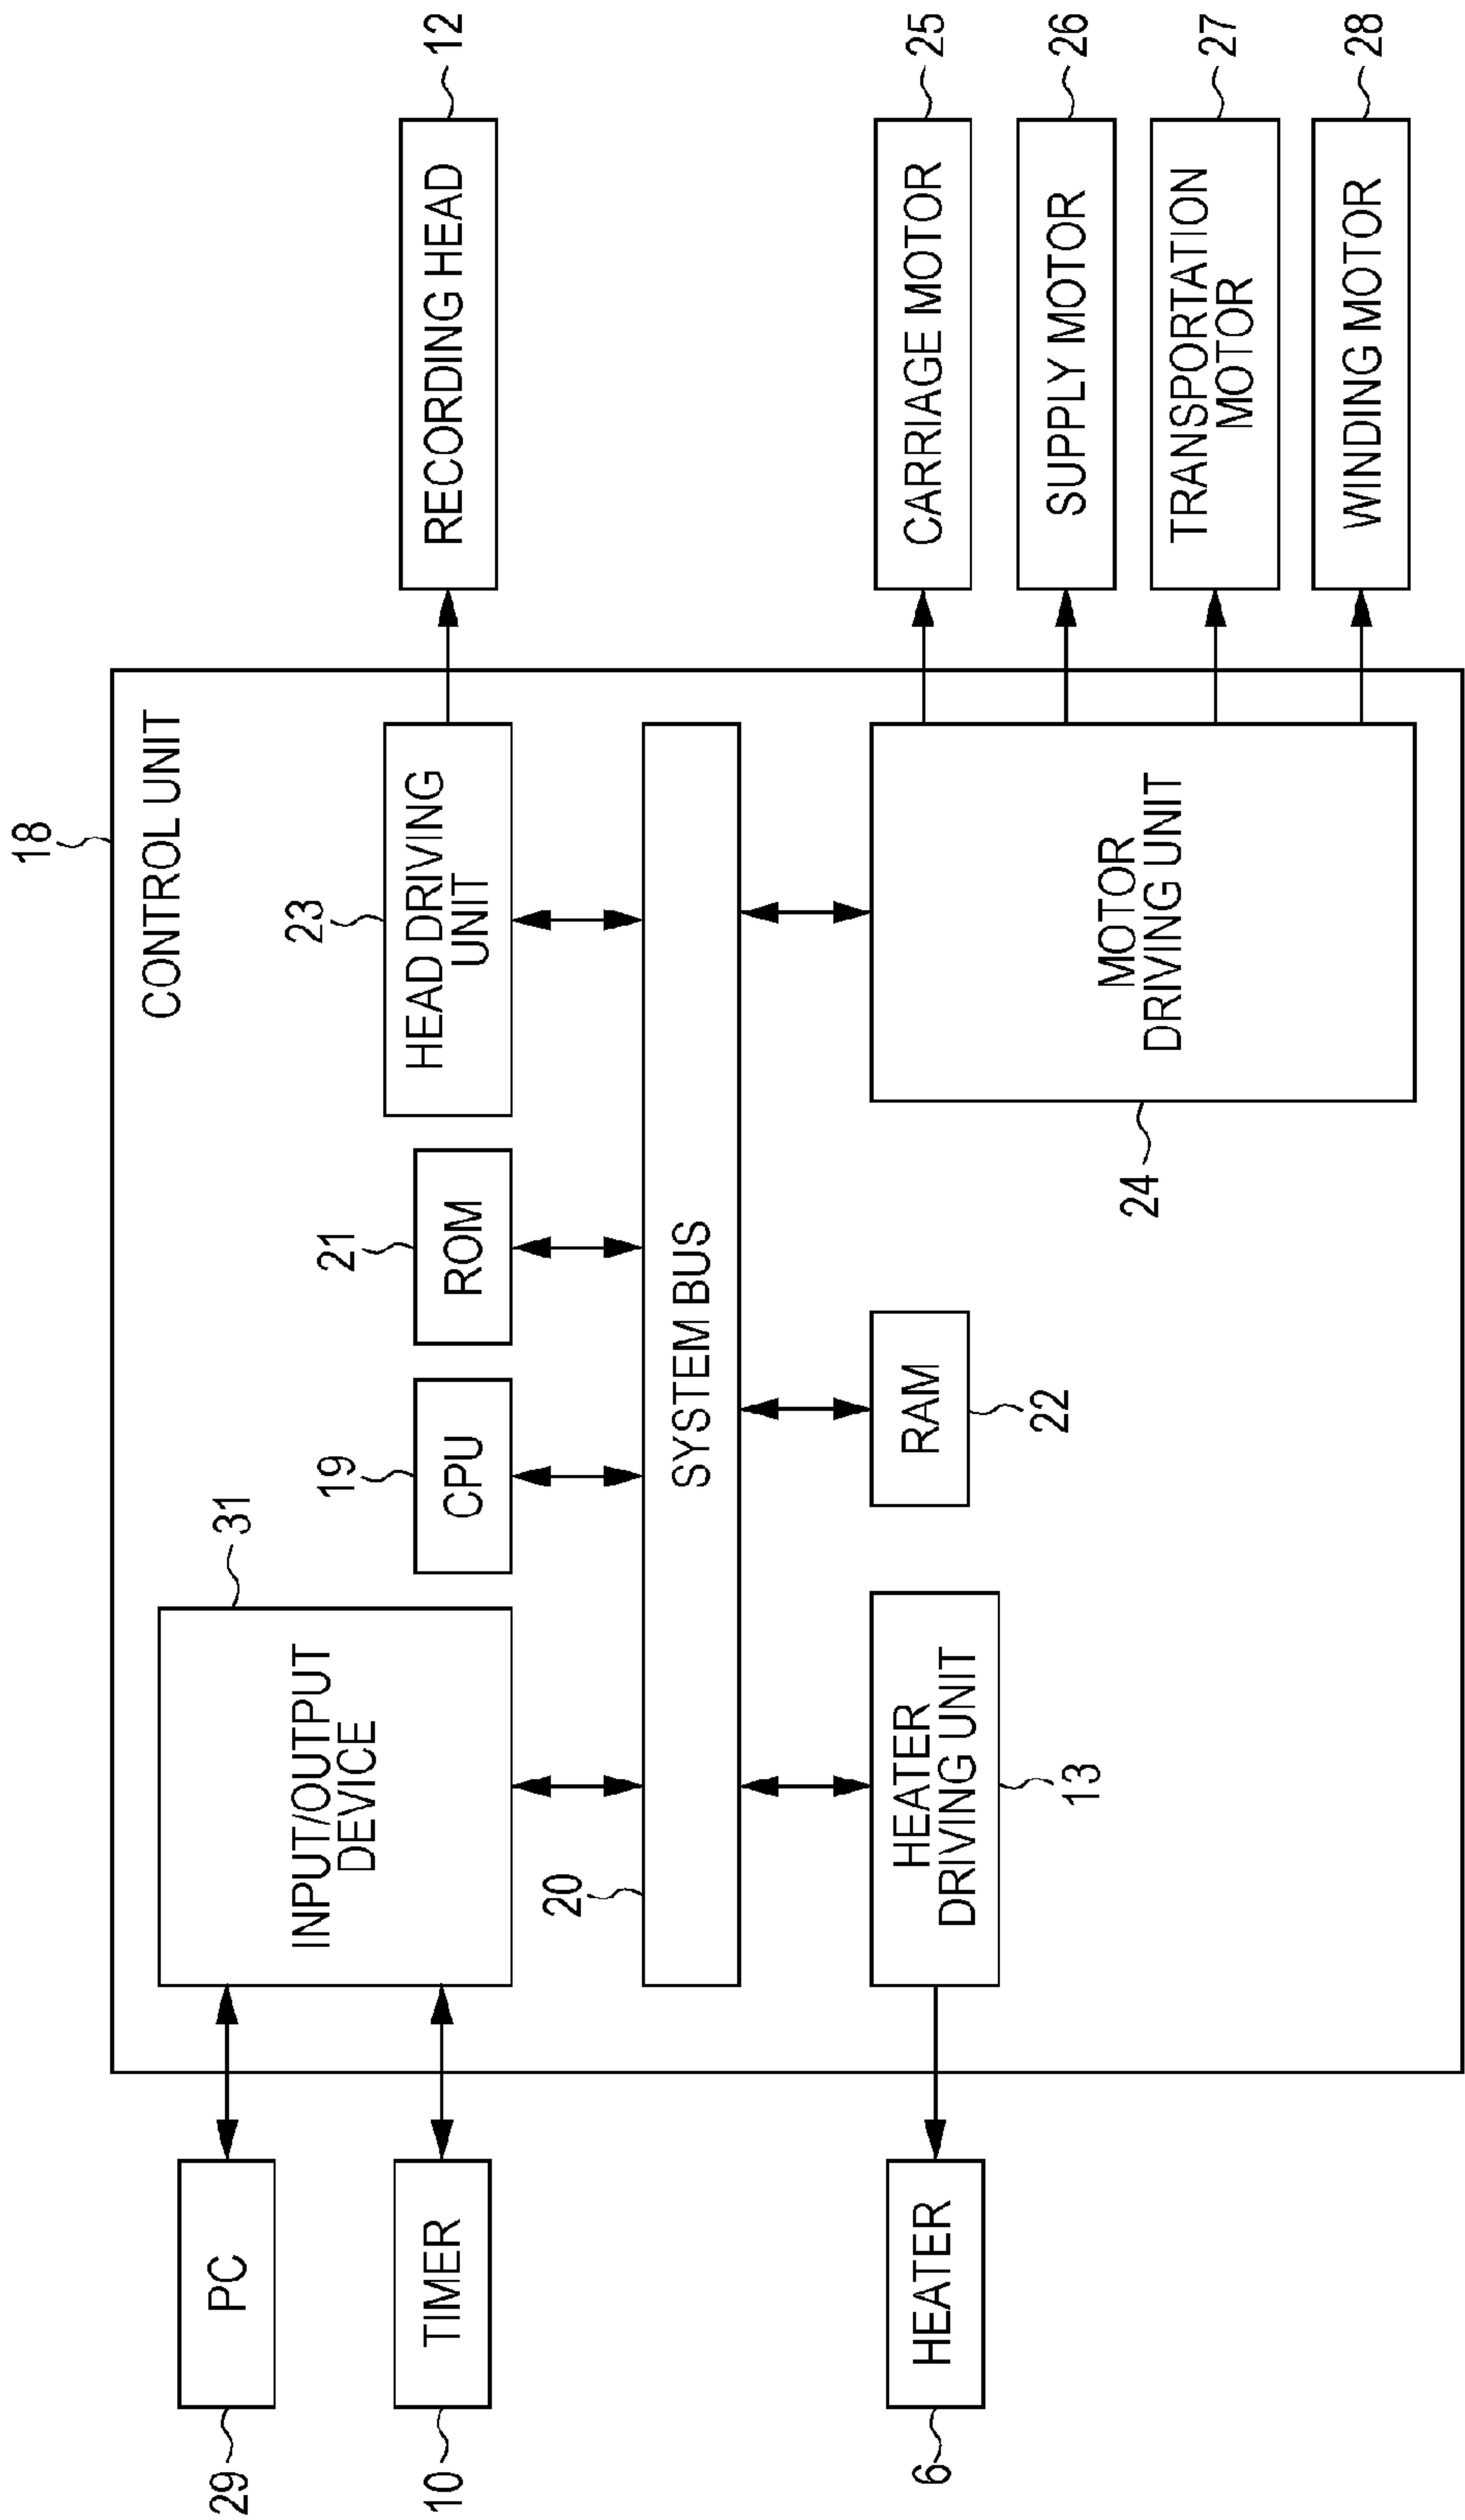 18
CONTROL UNIT
29
PC
31
INPUT/OUTPUT
DEVICE
19
CPU
21
ROM
23
HEAD DRIVING
UNIT
RECORDING HEAD
12
10
TIMER
20
SYSTEM BUS
6
HEATER
HEATER
DRIVING UNIT
13
RAM
22
MOTOR
DRIVING UNIT
24
CARRIAGE MOTOR
25
SUPPLY MOTOR
26
TRANSPORTATION
MOTOR
27
WINDING MOTOR
28